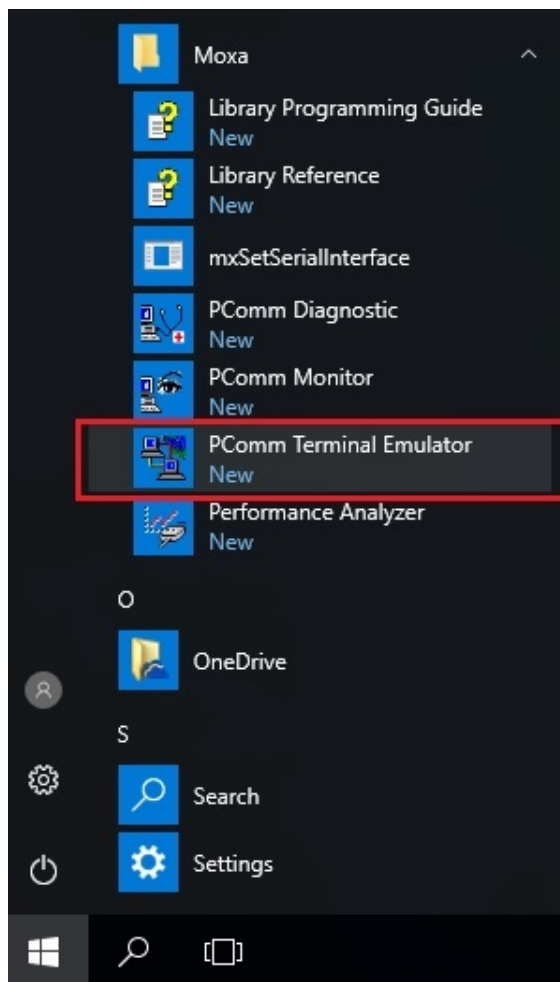 Moxa
Library Programming Guide
New
Library Reference
New
mxSetSerialInterface
PComm Diagnostic
New
PComm Monitor
New
PComm Terminal Emulator
New
Performance Analyzer
New
O
OneDrive
S
Search
Settings